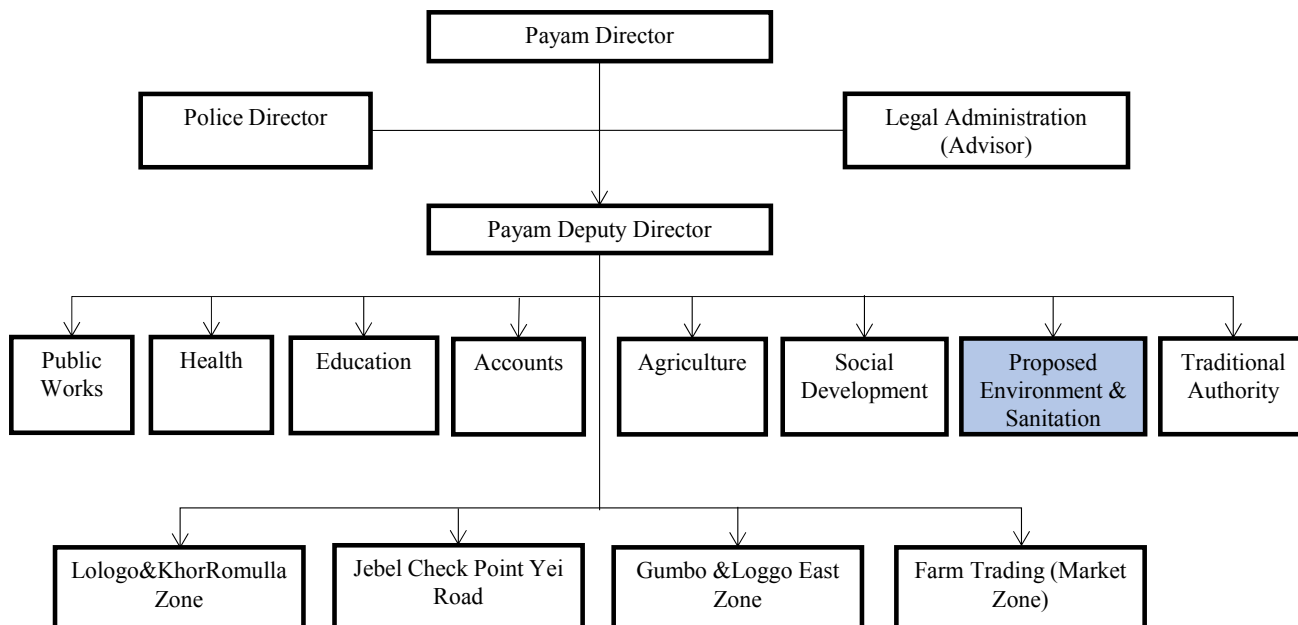 Payam Director
Police Director
Legal Administration
(Advisor)
Payam Deputy Director
Public
Works
Health
Education
Accounts
Agriculture
Social
Development
Proposed
Environment &
Sanitation
Traditional
Authority
Lologo&KhorRomulla
Zone
Jebel Check Point Yei
Road
Gumbo &Loggo East
Zone
Farm Trading (Market
Zone)